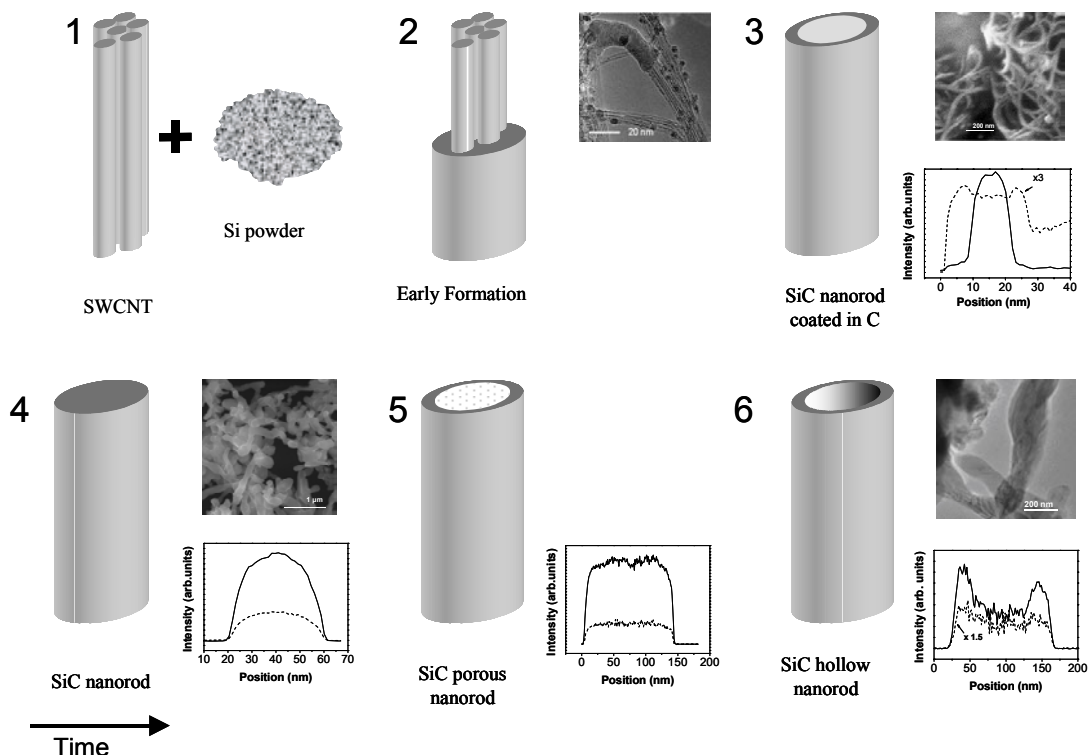 1
2
3
Si powder
SWCNT
20 nm
Early Formation
200 nm
Intensity (arb.units)
x3
0 10 20 30 40
Position (nm)
SiC nanorod
coated in C
4
5
6
1 µm
Intensity (arb.units)
10 20 30 40 50 60 70
Position (nm)
SiC nanorod
Intensity (arb.units)
0 50 100 150 200
Position (nm)
SiC porous
nanorod
200 nm
Intensity (arb. units)
x 1.5
0 50 100 150 200
Position (nm)
SiC hollow
nanorod
Time